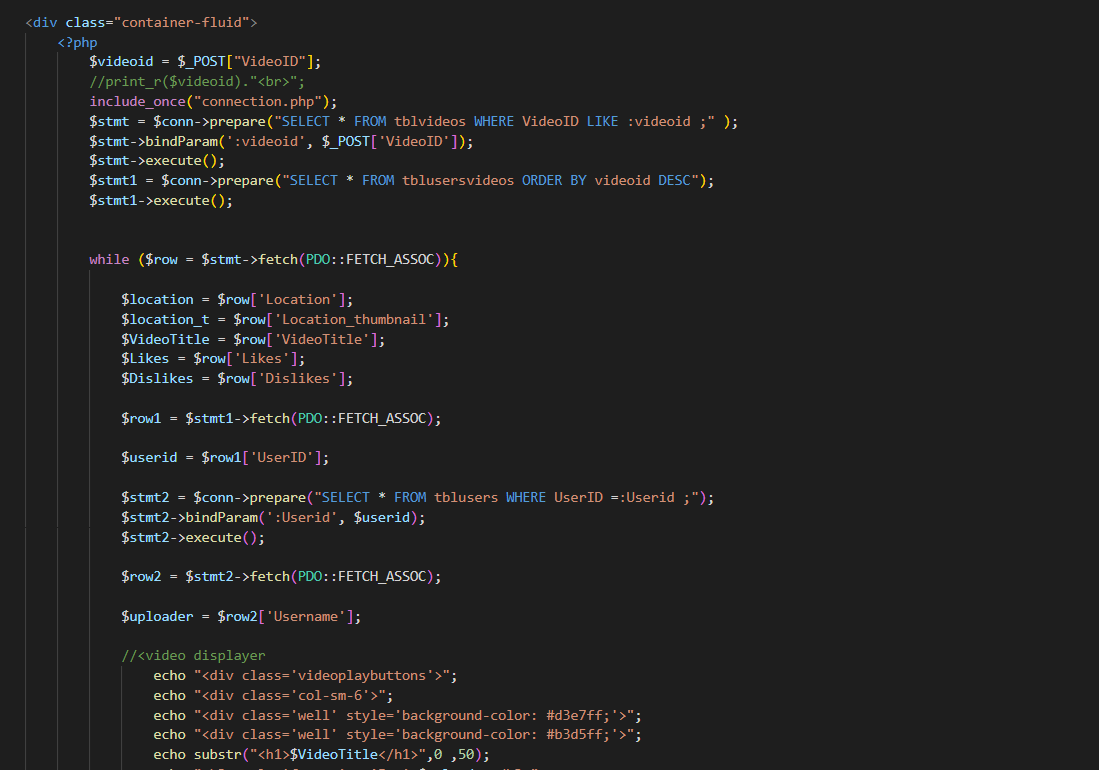 <div class="container-fluid">
<?php
$videoid = $_POST["VideoID"];
//print_r($videoid)."<br>";
include_once("connection.php");
$stmt = $conn->prepare("SELECT * FROM tblvideos WHERE VideoID LIKE :videoid ;" );
$stmt->bindParam(':videoid', $_POST['VideoID']);
$stmt->execute();
$stmt1 = $conn->prepare("SELECT * FROM tblusersvideos ORDER BY videoid DESC");
$stmt1->execute();
while ($row = $stmt->fetch(PDO::FETCH_ASSOC)){
$location = $row['Location'];
$location_t = $row['Location_thumbnail'];
$VideoTitle = $row['VideoTitle'];
$Likes = $row['Likes'];
$Dislikes = $row['Dislikes'];
$row1 = $stmt1->fetch(PDO::FETCH_ASSOC);
$userid = $row1['UserID'];
$stmt2 = $conn->prepare("SELECT * FROM tblusers WHERE UserID =:Userid ;");
$stmt2->bindParam(':Userid', $userid);
$stmt2->execute();
$row2 = $stmt2->fetch(PDO::FETCH_ASSOC);
$uploader = $row2['Username'];
//<video displayer
echo "<div class='videoplaybuttons'>";
echo "<div class='col-sm-6'>";
echo "<div class='well' style='background-color: #d3e7ff;'>";
echo "<div class='well' style='background-color: #b3d5ff;'>";
echo substr("<h1>$VideoTitle</h1>",0 ,50);